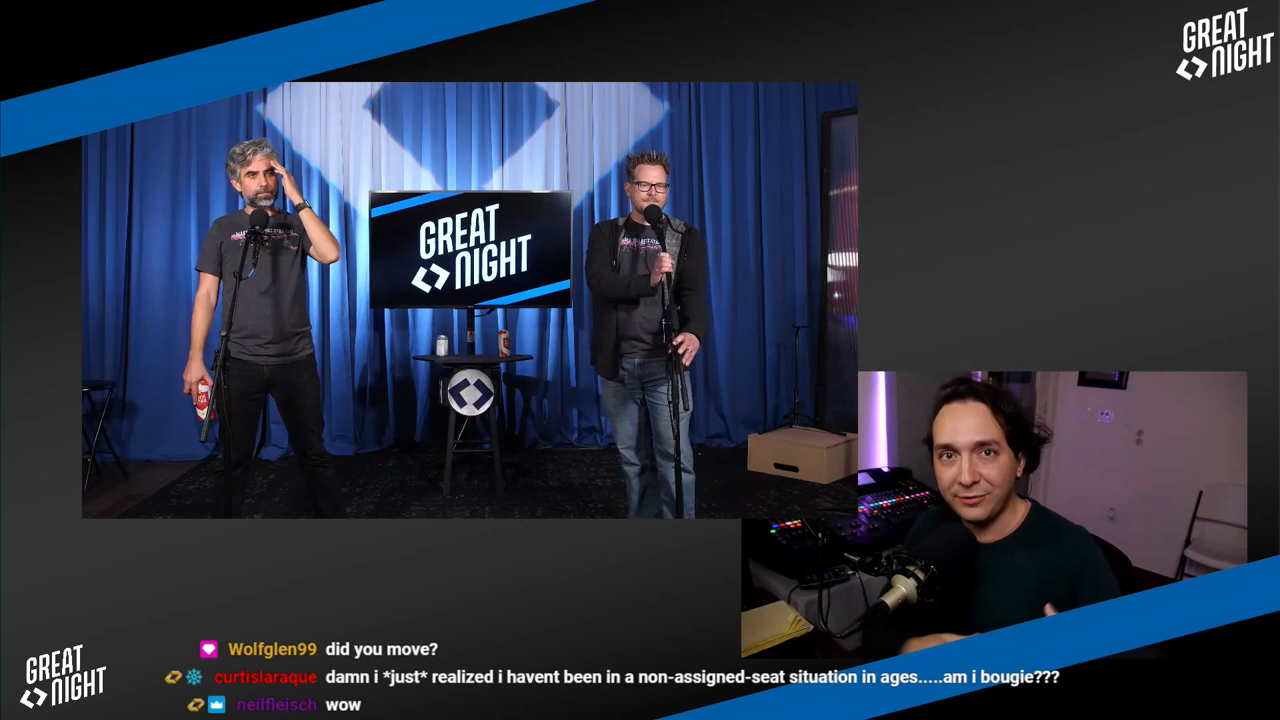 GREAT
NIGHT
GREAT
NIGHT
GREAT
NIGHT
Wolfglen99 did you move?
curtislaraque damn i *just* realized i havent been in a non-assigned-seat situation in ages.....am i bougie???
neilfleisch wow